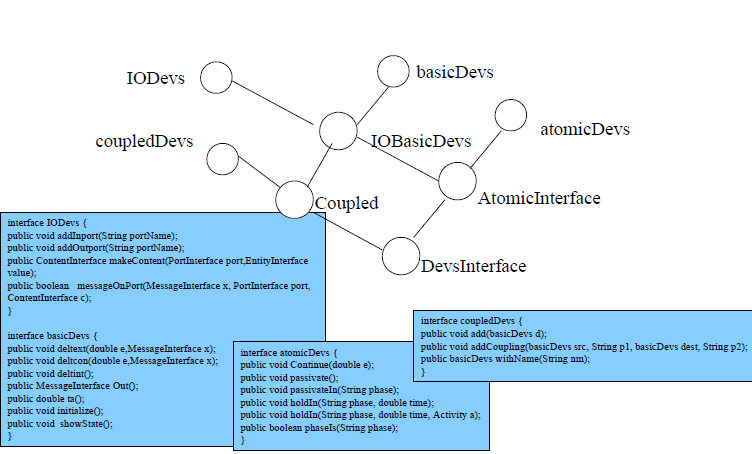 basicDevs
IODevs
atomicDevs
coupledDevs
IOBasicDevs
AtomicInterface
Coupled
DevsInterface
interface IODevs {
public void addInport(String portName);
public void addOutport(String portName);
public ContentInterface makeContent(PortInterface port,EntityInterface
value);
public boolean messageOnPort(MessageInterface x, PortInterface port,
ContentInterface c);
}
interface basicDevs {
public void deltext(double e,MessageInterface x);
public void deltcon(double e,MessageInterface x);
public void deltint();
public MessageInterface Out();
public double ta();
public void initialize();
public void showState();
}
interface atomicDevs {
public void Continue(double e);
public void passivate();
public void passivateIn(String phase);
public void holdIn(String phase, double time);
public void holdIn(String phase, double time, Activity a);
public boolean phaseIs(String phase);
}
interface coupledDevs {
public void add(basicDevs d);
public void addCoupling(basicDevs src, String p1, basicDevs dest, String p2);
public basicDevs withName(String nm);
}